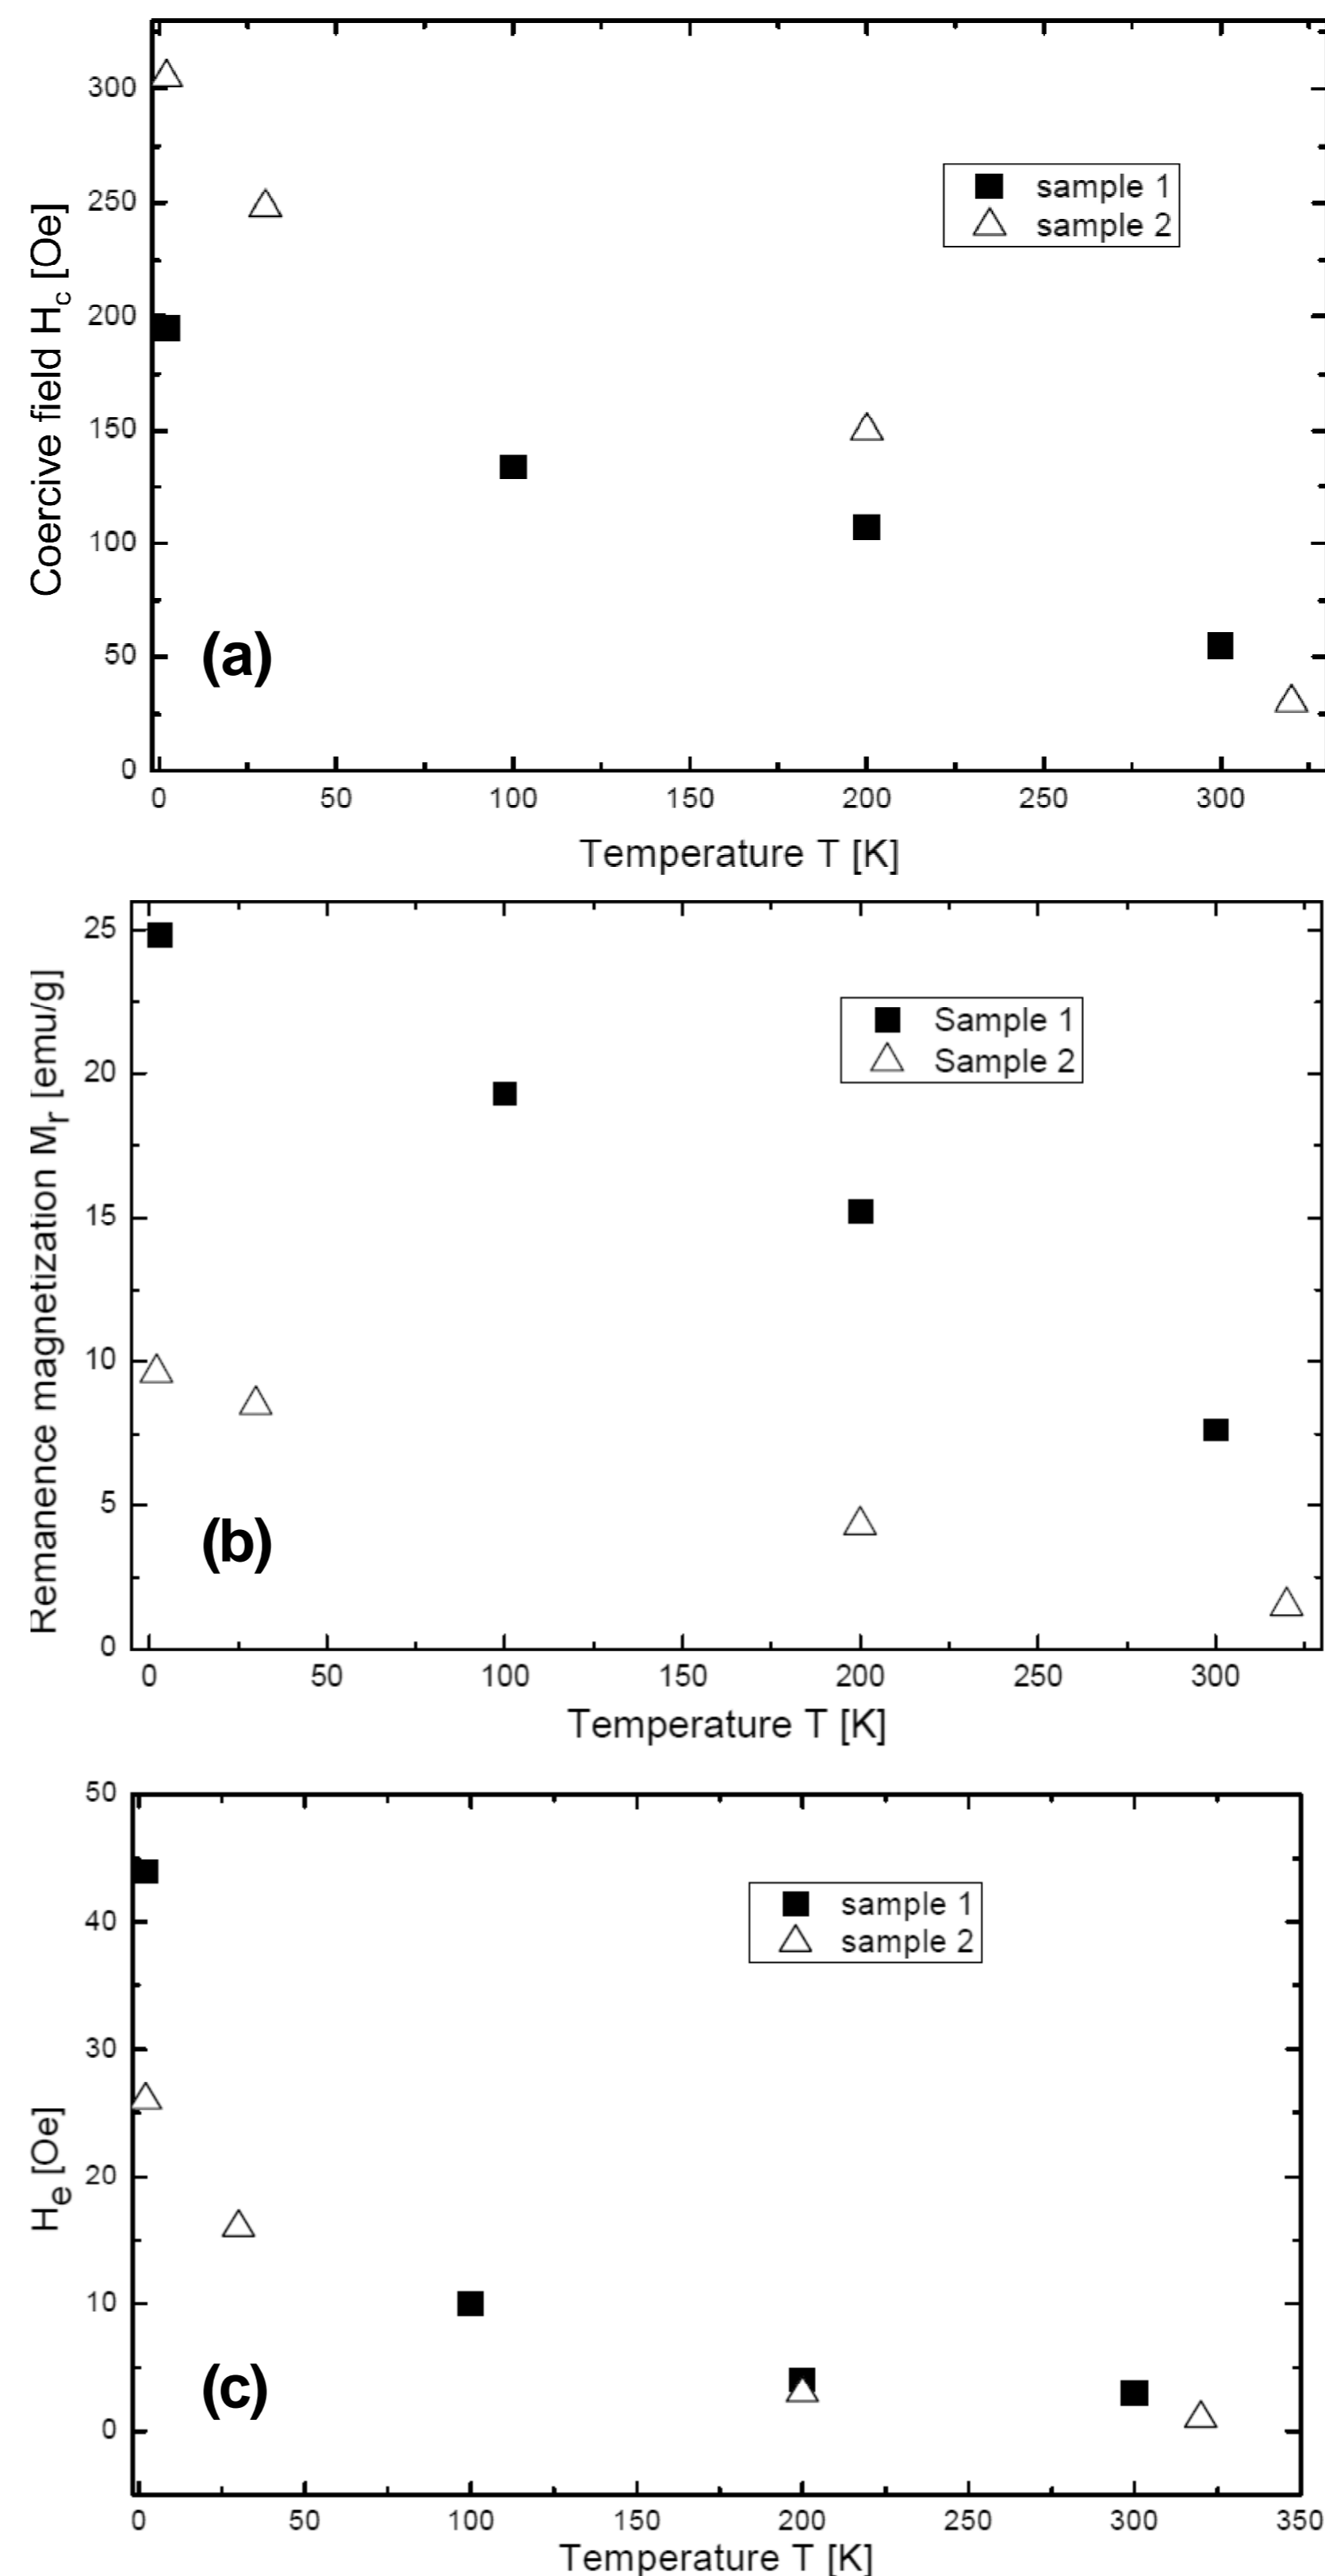 300
250
200
150
100
50
0
Coercive field Hc [Oe]
sample 1
sample 2
(a)
0 50 100 150 200 250 300
Temperature T [K]
25
20
15
10
5
0
Remanence magnetization Mr [emu/g]
Sample 1
Sample 2
(b)
0 50 100 150 200 250 300
Temperature T [K]
50
40
30
20
10
0
He [Oe]
sample 1
sample 2
(c)
0 50 100 150 200 250 300 350
Temperature T [K]